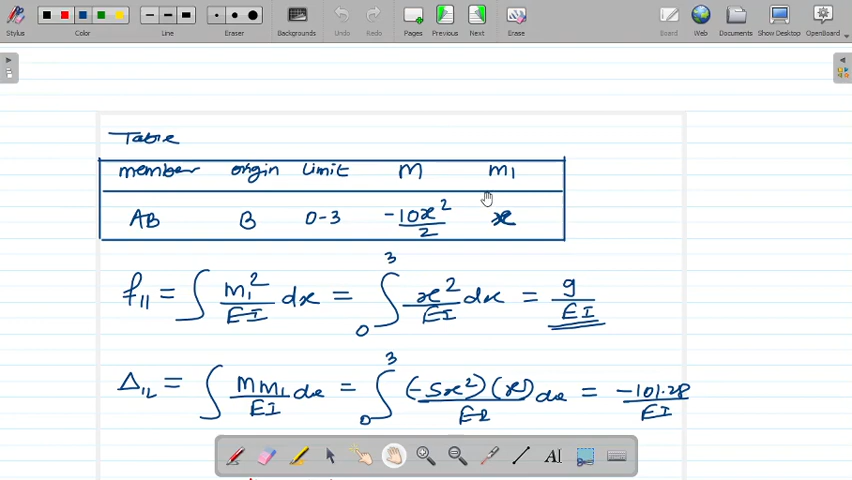 Stylus Color Line Eraser Backgrounds Undo Redo Pages Previous Next Erase Board Web Documents Show Desktop OpenBoard
Table
member origin limit M m₁
AB B 0-3 -10x²/2 x
f₁₁ = ∫ m₁²/EI dx = ∫₀³ x²/EI dx = 9/EI
Δ₁L = ∫ Mm₁/EI dx = ∫₀³ (-5x²)(x)/EI dx = -101.28/EI